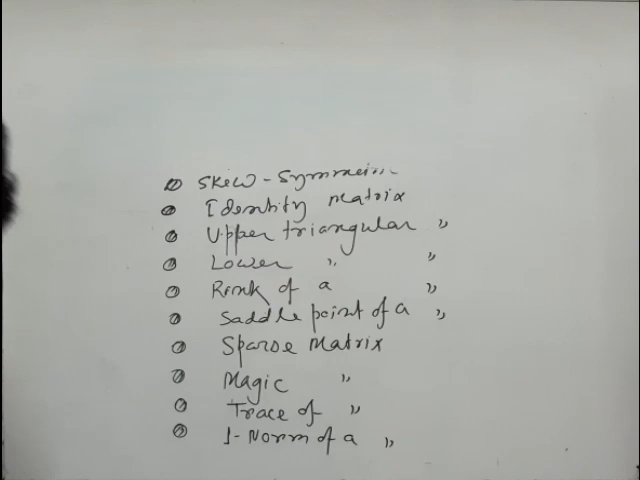 Skew - Symmetric
Identity matrix
Upper triangular "
Lower " "
Rink of a "
Saddle point of a "
Sparse Matrix
Magic "
Trace of "
1-Norm of a "